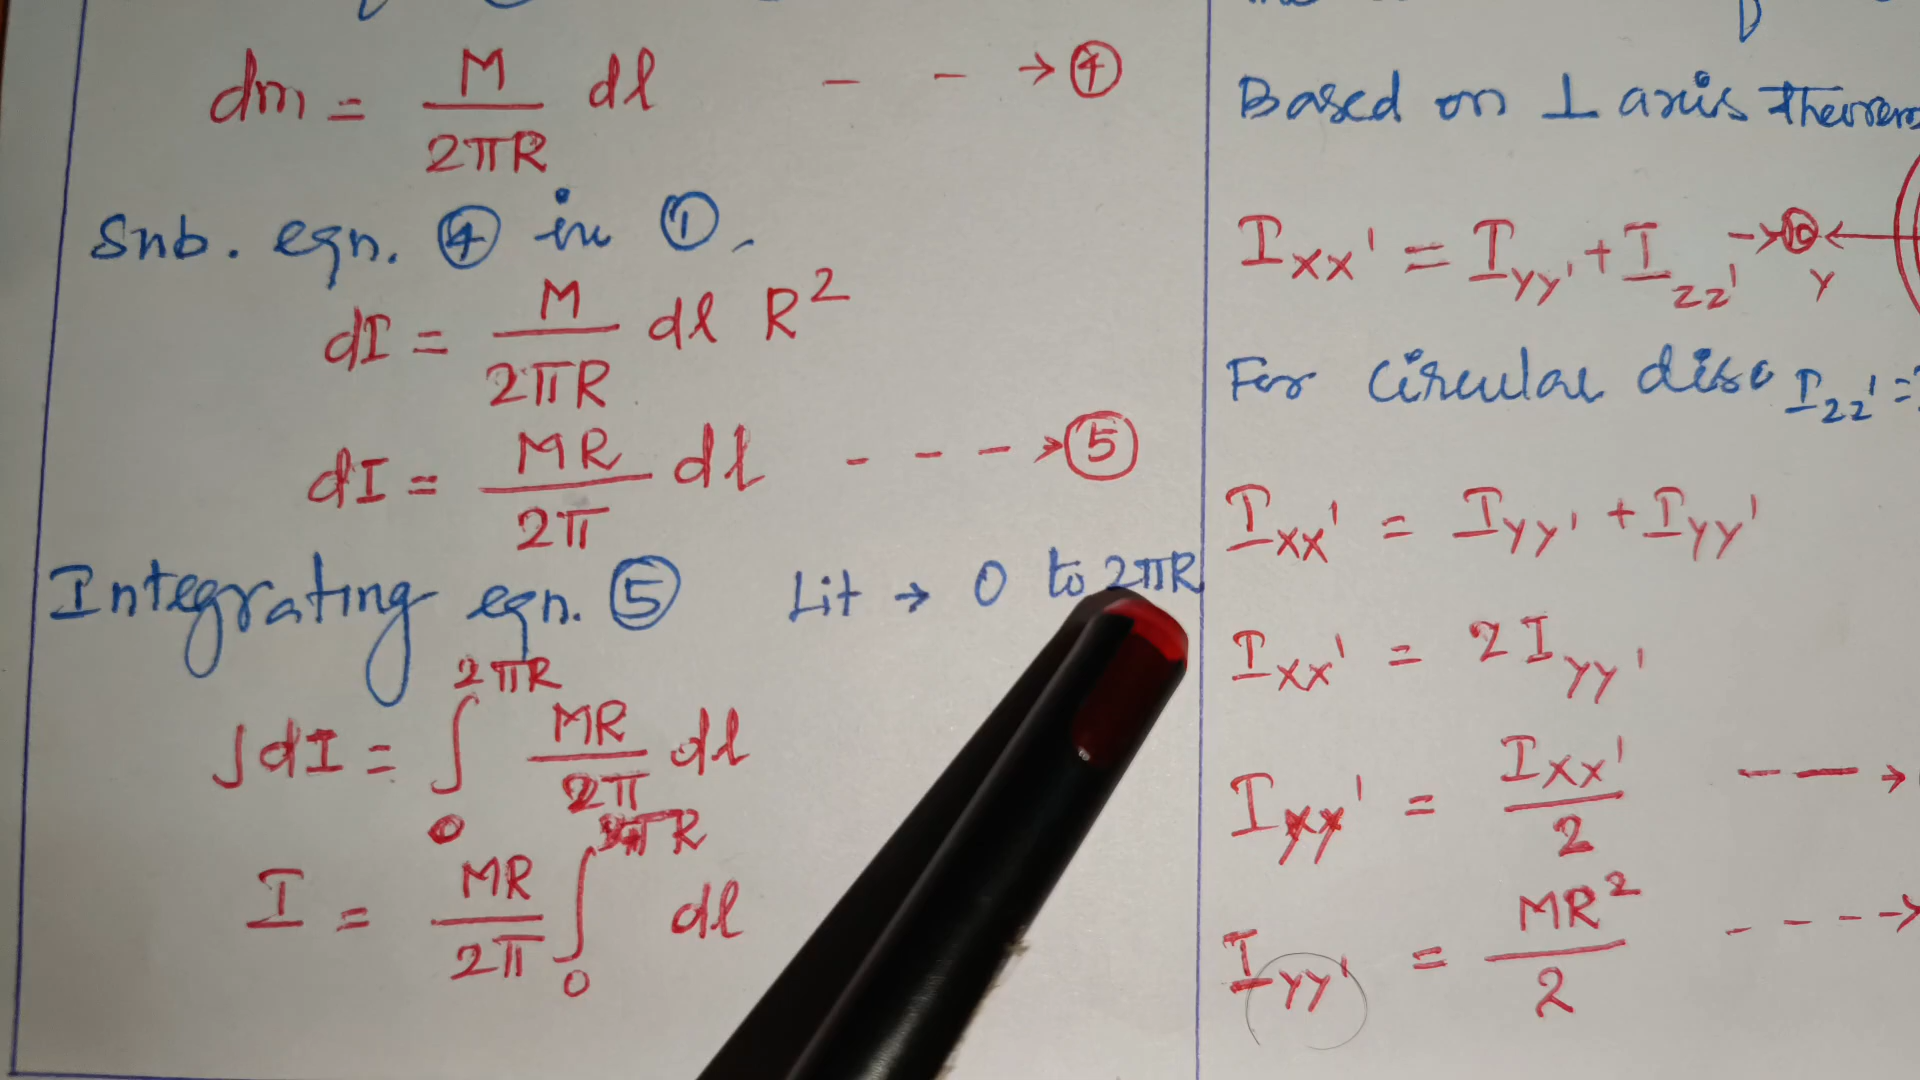 dm = M/2πR dl - - → ④
Sub. eqn. ④ in ①.
dI = M/2πR dl R²
dI = MR/2π dl - - - → ⑤
Integrating eqn. ⑤ Lit → 0 to 2πR
∫dI = ∫₀^2πR MR/2π dl
I = MR/2π ∫₀ dl
Based on ⊥ axis theorem
Ixx' = Iyy' + Izz' → ⑩ ←
Y
For Circular disc Izz' =
Ixx' = Iyy' + Iyy'
Ixx' = 2Iyy'
Iyy' = Ixx'/2 - - →
Iyy' = MR²/2 - - - - →